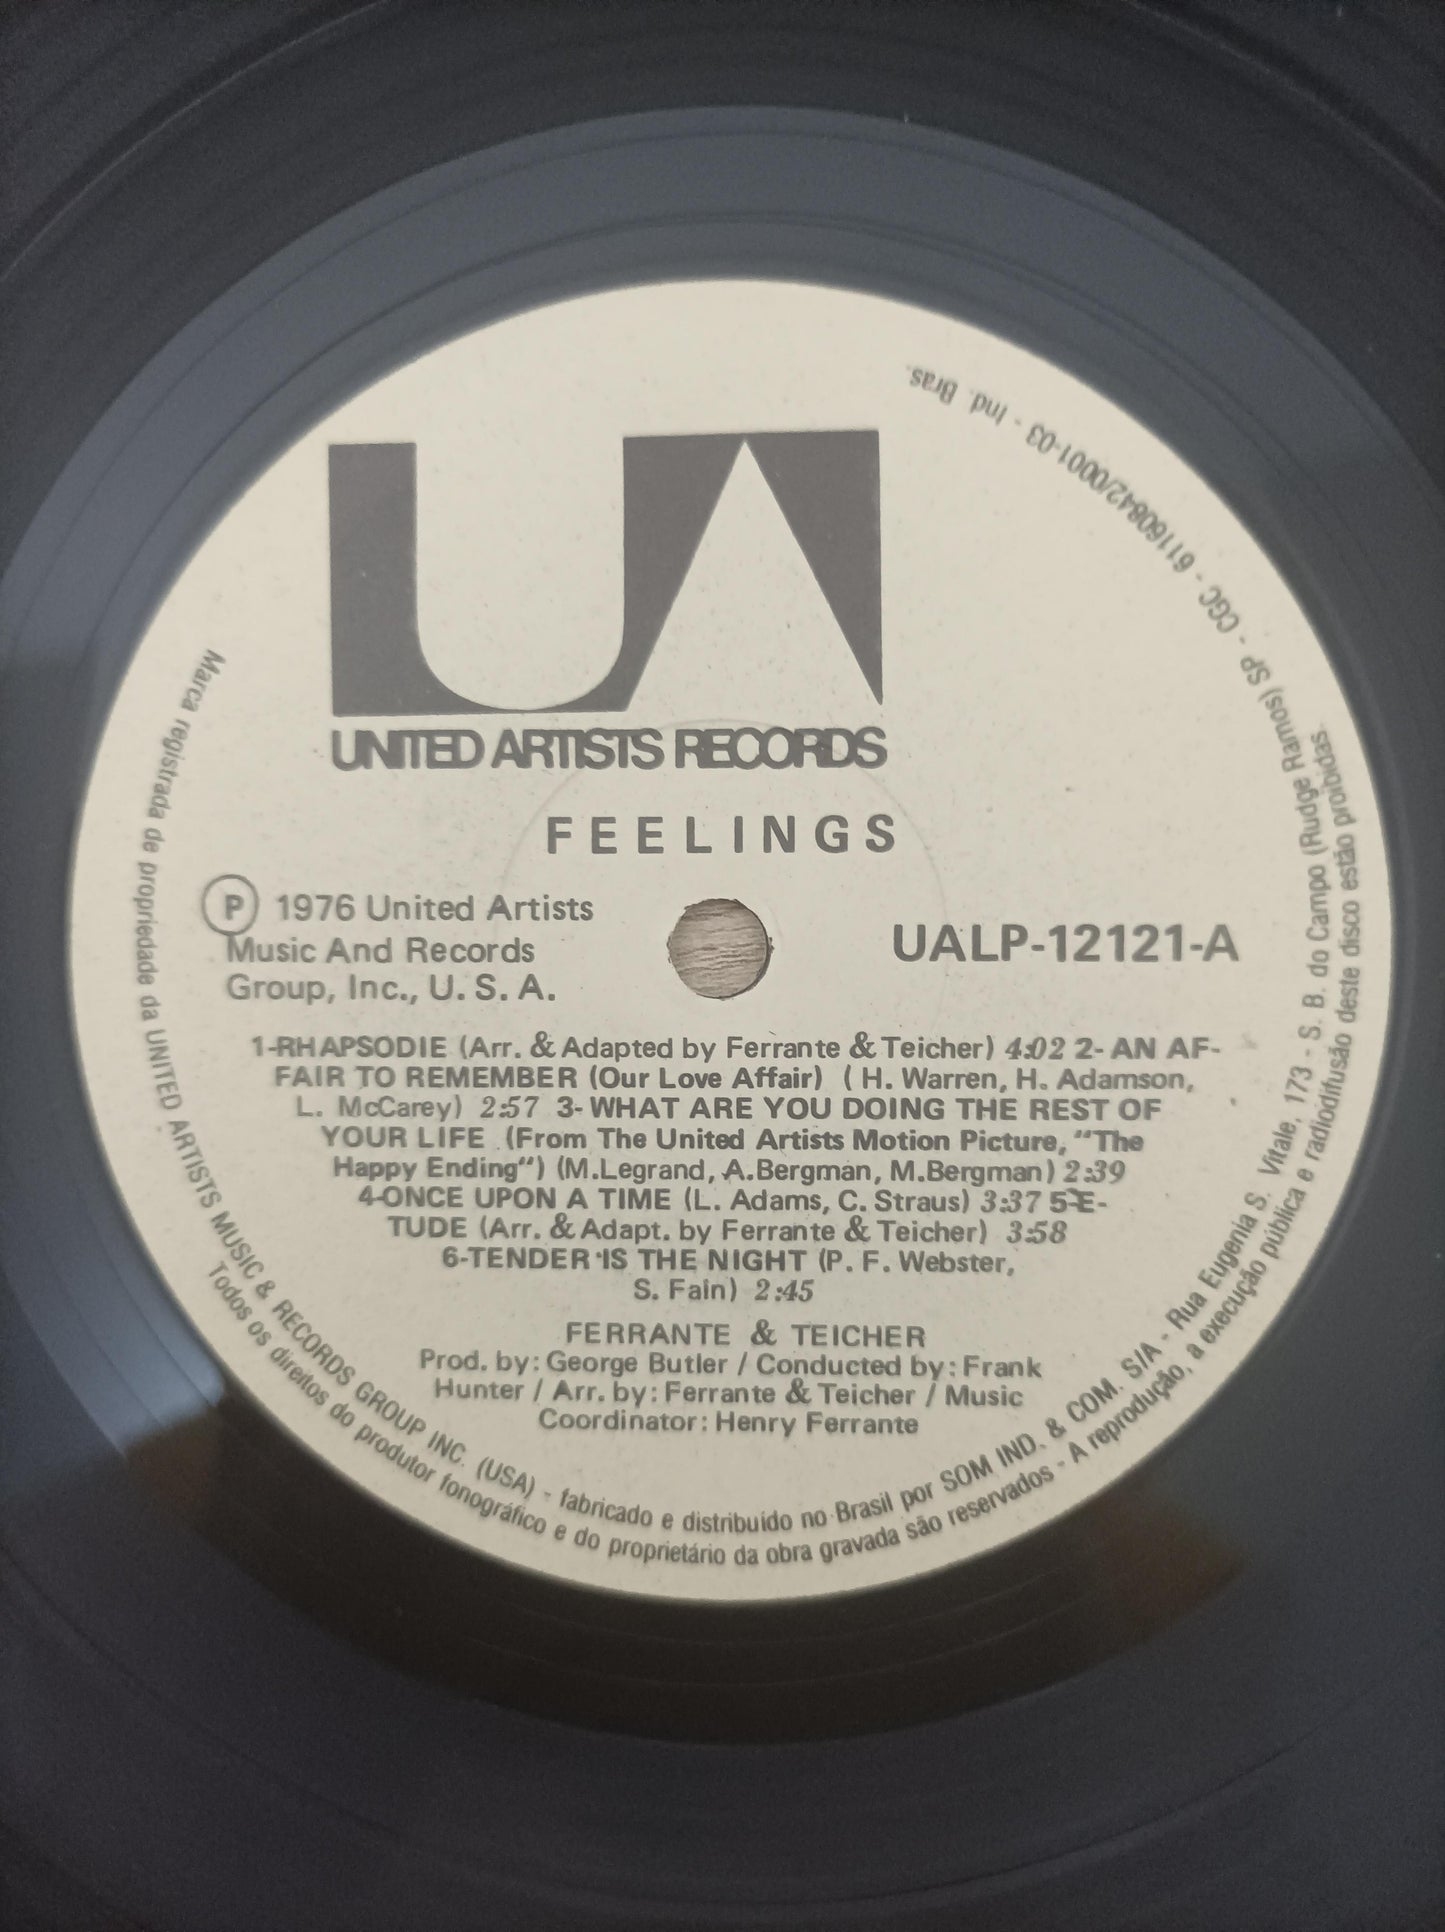 UA
UNITED ARTISTS RECORDS
FEELINGS
P 1976 United Artists
Music And Records
Group, Inc., U. S. A.
UALP-12121-A
1-RHAPSODIE (Arr. & Adapted by Ferrante & Teicher) 4:02 2- AN AF-
FAIR TO REMEMBER (Our Love Affair) ( H. Warren, H. Adamson,
L. McCarey) 2:57 3- WHAT ARE YOU DOING THE REST OF
YOUR LIFE (From The United Artists Motion Picture, "The
Happy Ending") (M.Legrand, A.Bergman, M.Bergman) 2:39
4-ONCE UPON A TIME (L. Adams, C. Straus) 3:37 5-E-
TUDE (Arr. & Adapt. by Ferrante & Teicher) 3:58
6-TENDER IS THE NIGHT (P. F. Webster,
S. Fain) 2:45
FERRANTE & TEICHER
Prod. by: George Butler / Conducted by: Frank
Hunter / Arr. by: Ferrante & Teicher / Music
Coordinator: Henry Ferrante
Marca registrada de propriedade da UNITED ARTISTS MUSIC & RECORDS GROUP INC. (USA) - fabricado e distribuído no Brasil por SOM IND. & COM. S/A - Rua Eugenia S. Vitale, 173 - S. B. do Campo (Rudge Ramos) SP - CGC - 61160842/0001-03 - Ind. Bras.
Todos os direitos do produtor fonográfico e do proprietário da obra gravada são reservados - A reprodução, a execução pública e radiodifusão deste disco estão proibidas.